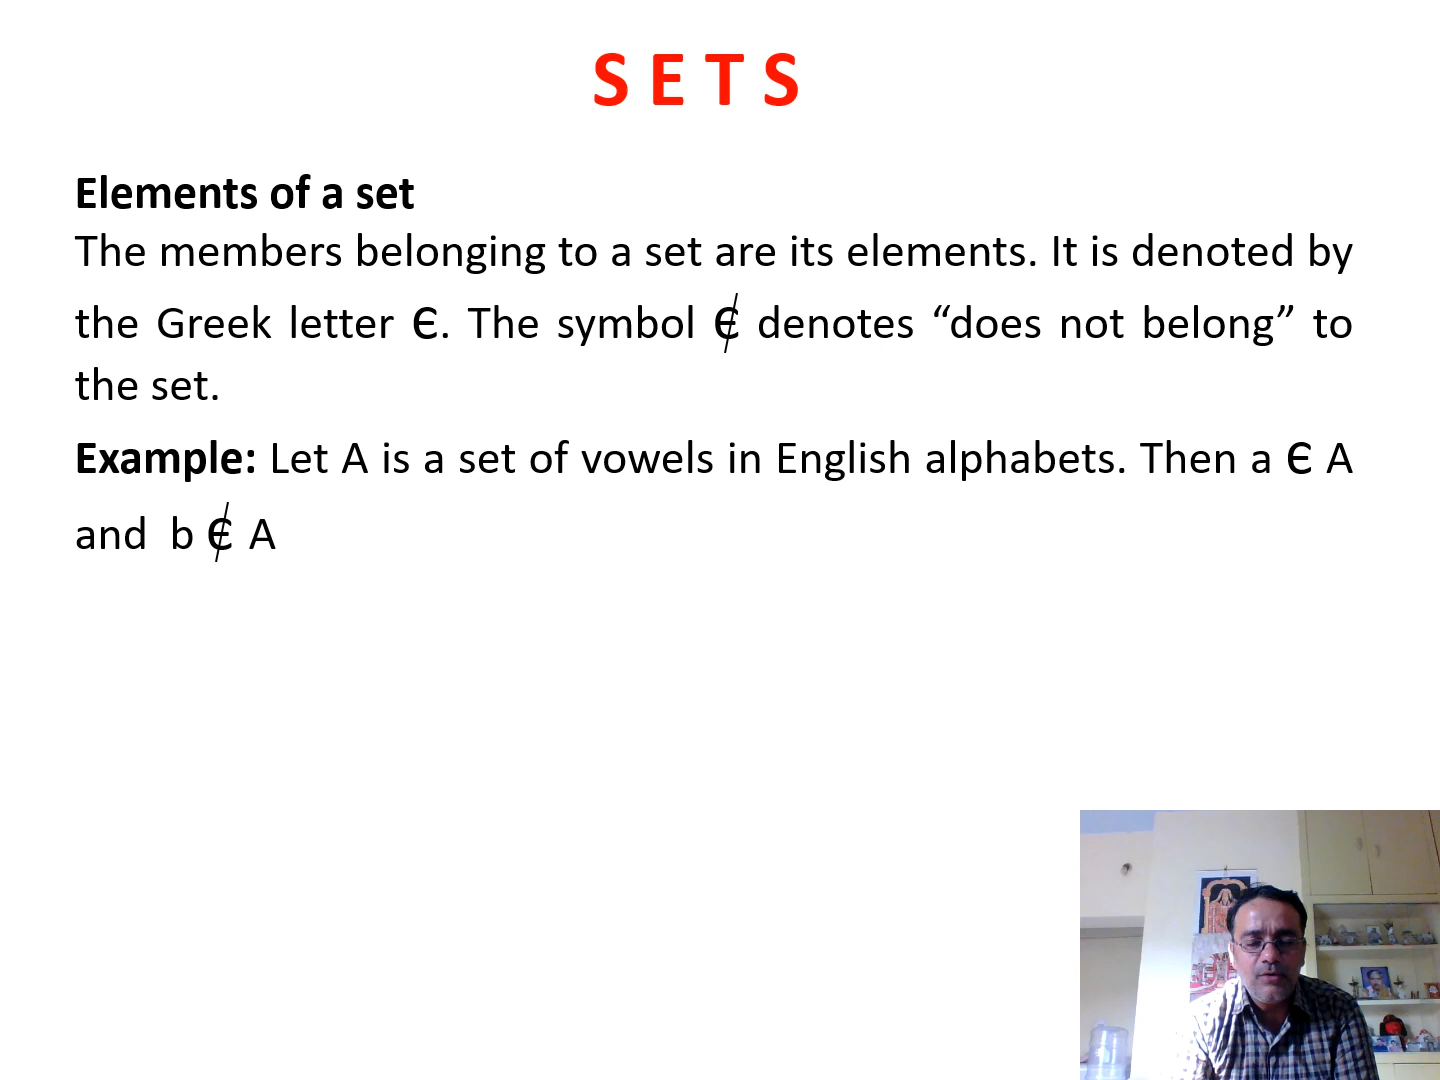 S E T S
Elements of a set
The members belonging to a set are its elements. It is denoted by
the Greek letter Є. The symbol Є̸ denotes “does not belong” to
the set.
Example: Let A is a set of vowels in English alphabets. Then a Є A
and b Є̸ A